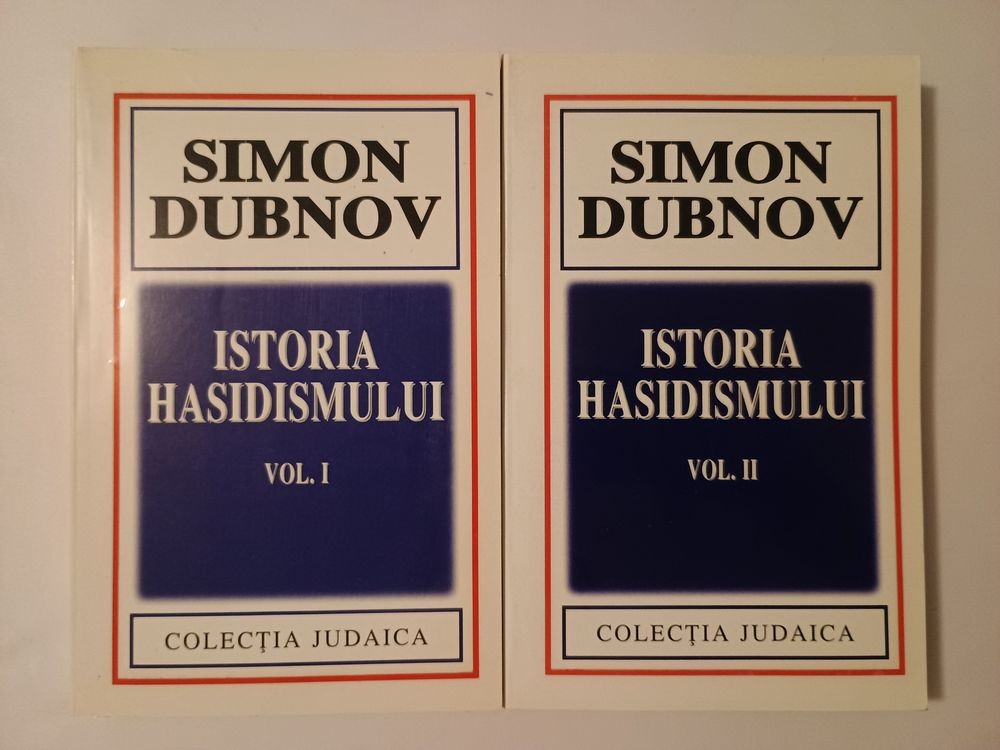 SIMON
DUBNOV
ISTORIA
HASIDISMULUI
VOL. I
COLECŢIA JUDAICA
SIMON
DUBNOV
ISTORIA
HASIDISMULUI
VOL. II
COLECŢIA JUDAICA